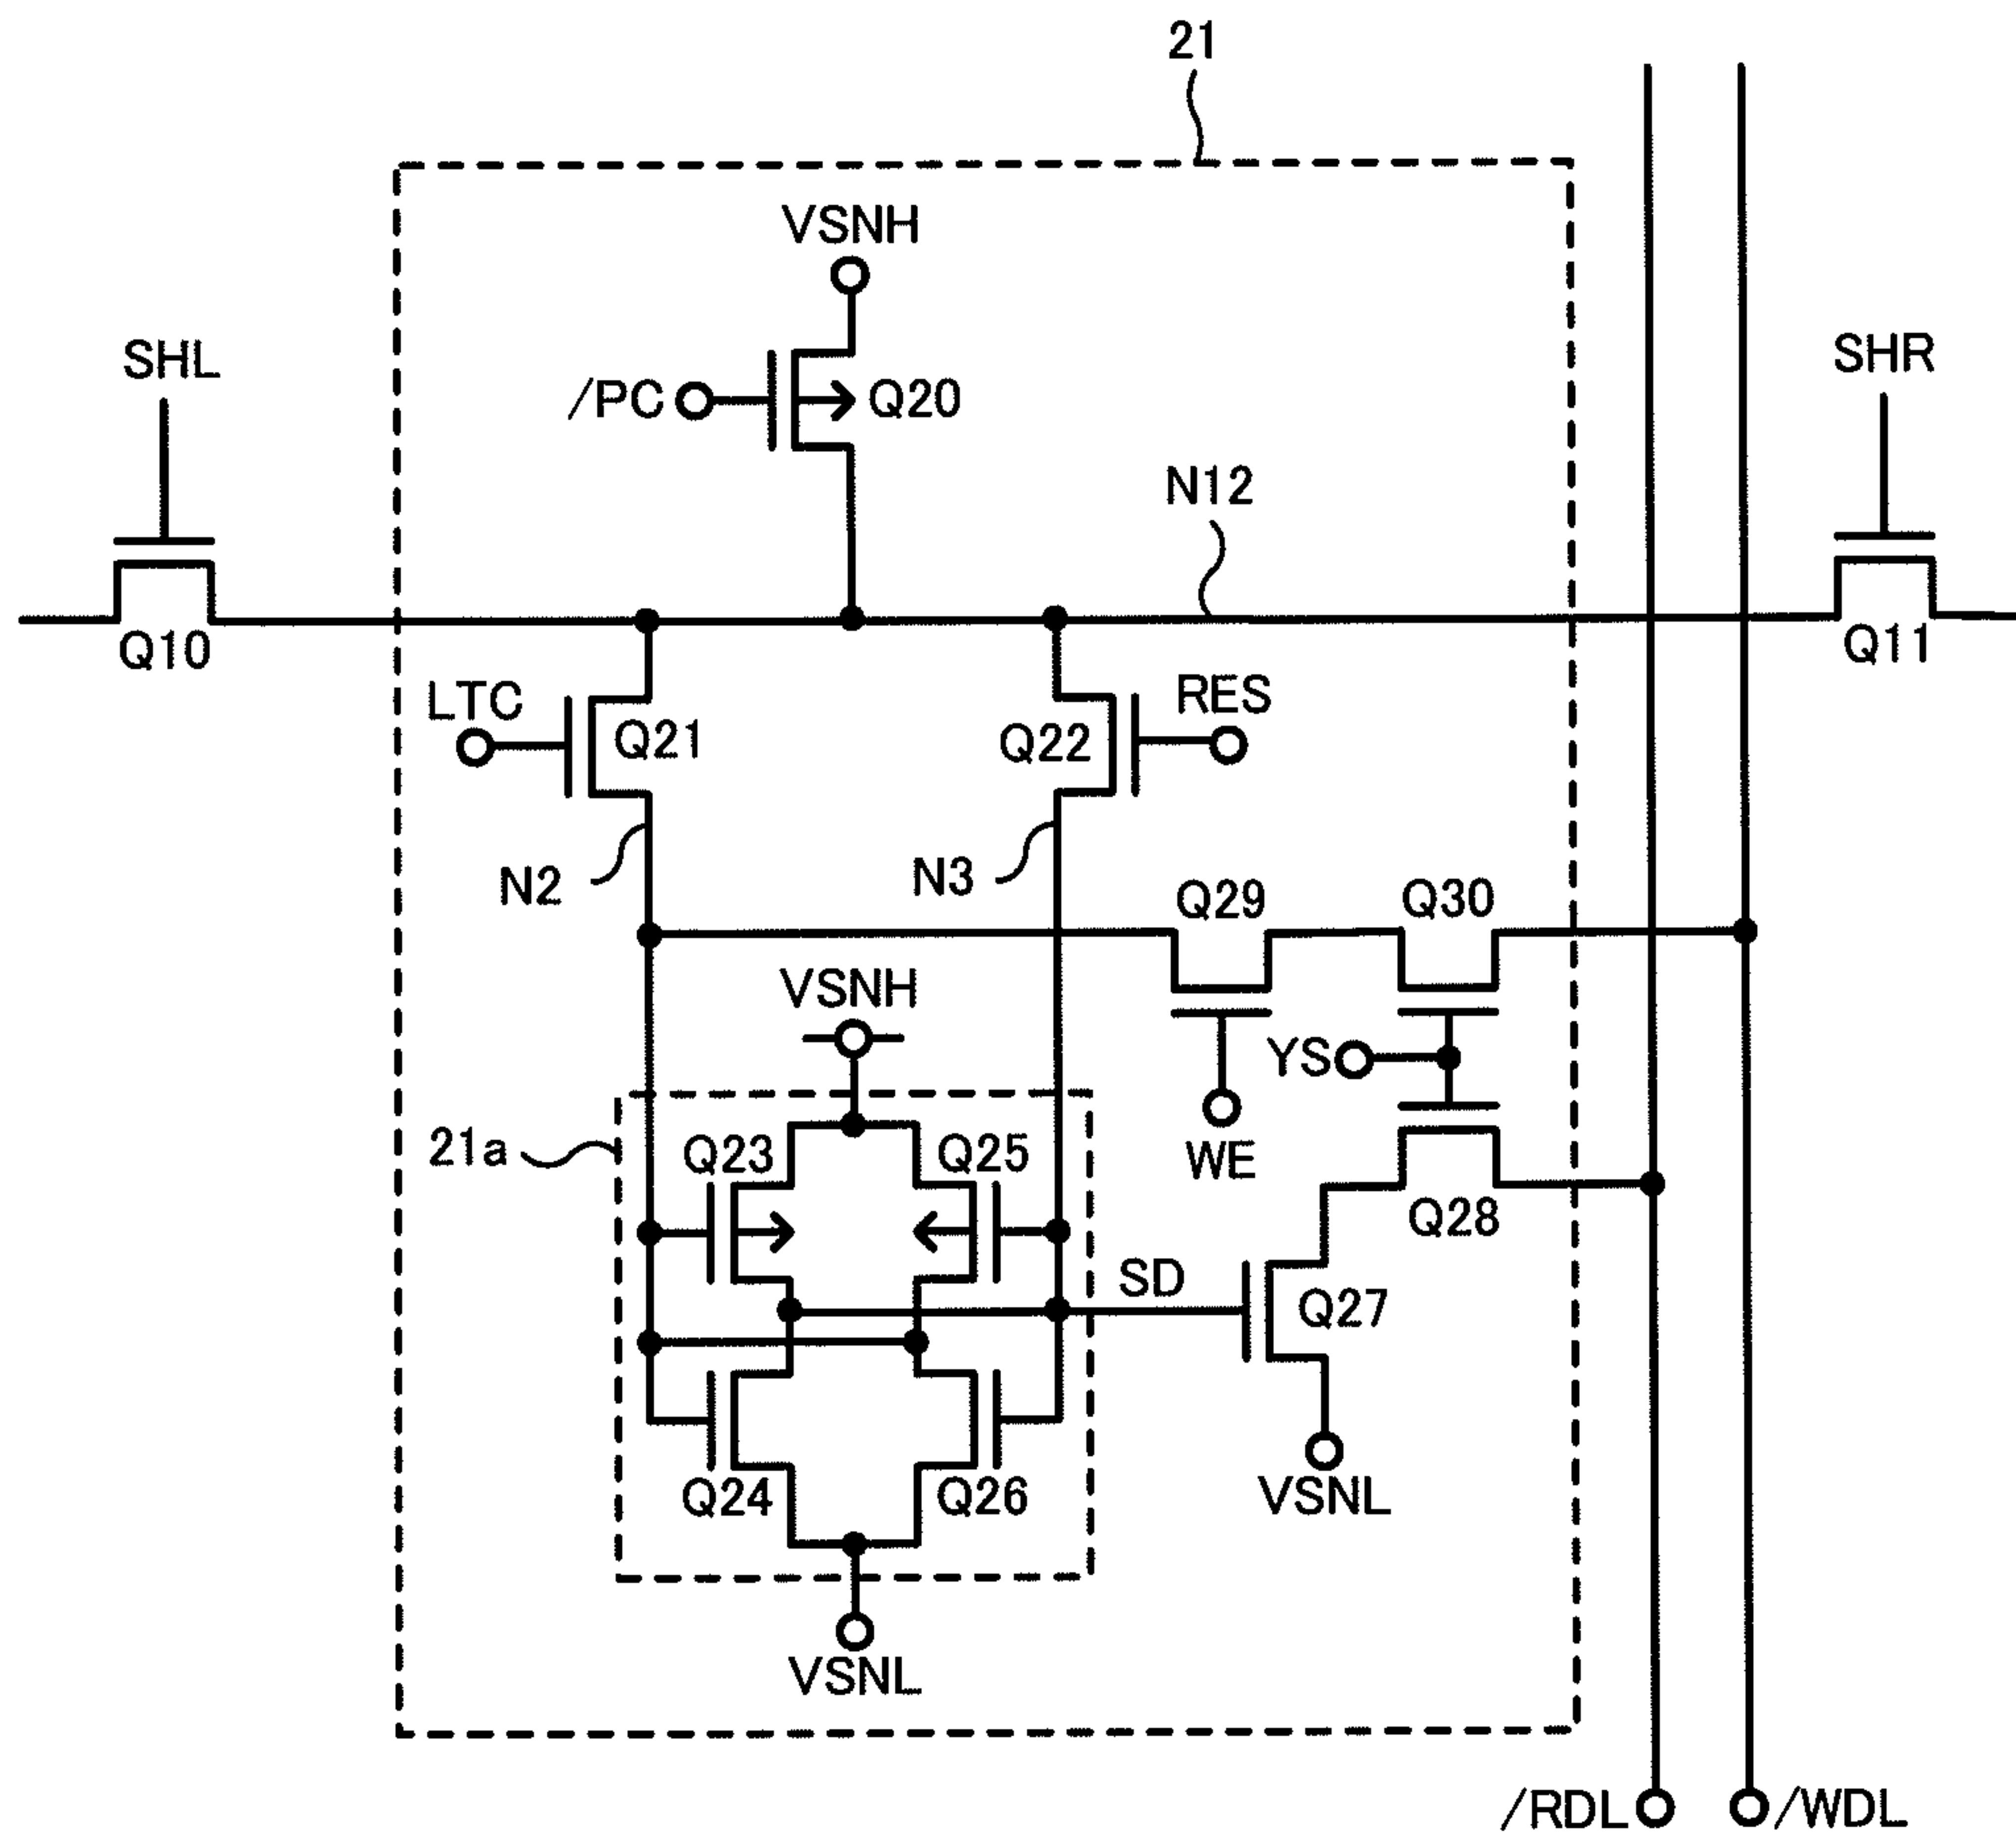 21
VSNH
SHL
SHR
/PC
Q20
N12
Q10
Q11
LTC
Q21
Q22
RES
N2
N3
Q29
Q30
VSNH
YS
21a
Q23
Q25
WE
Q28
SD
Q27
Q24
Q26
VSNL
VSNL
/RDL
/WDL